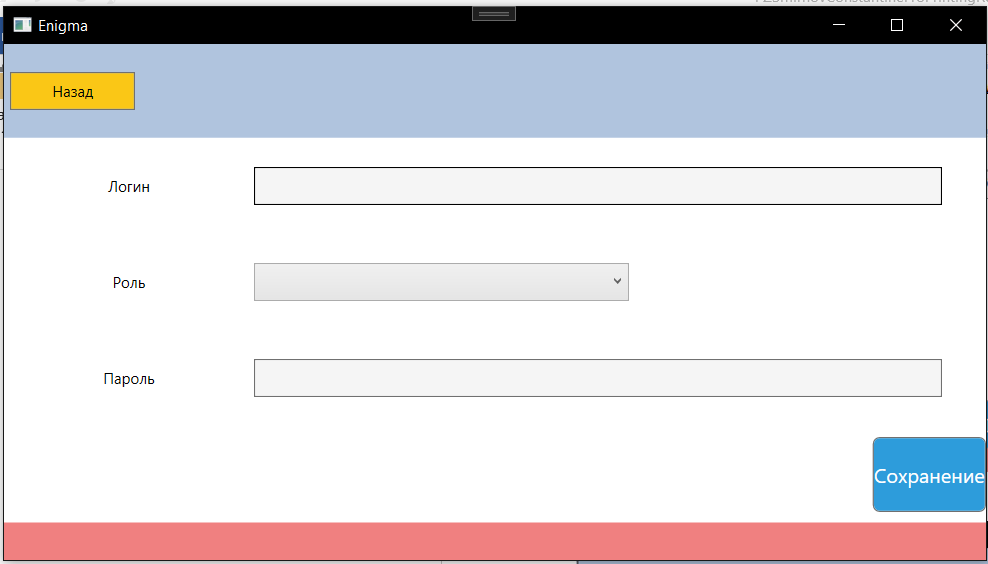 Enigma
Назад
Логин
Роль
Пароль
Сохранение